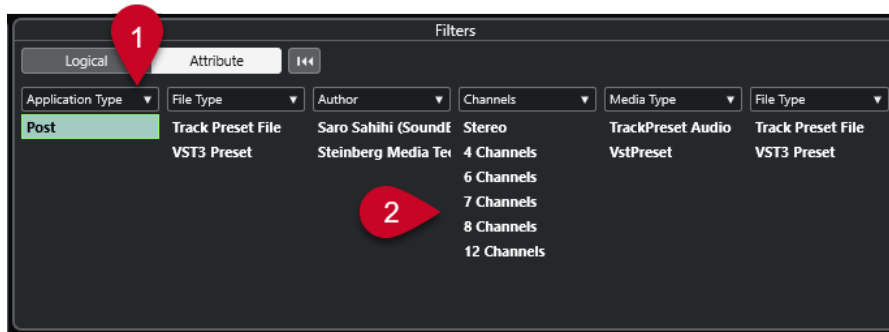 Filters
1
Logical Attribute
Application Type File Type Author Channels Media Type File Type
Post Track Preset File Saro Sahihi (SoundE Stereo TrackPreset Audio Track Preset File
VST3 Preset Steinberg Media Te 4 Channels VstPreset VST3 Preset
6 Channels
7 Channels
2
8 Channels
12 Channels